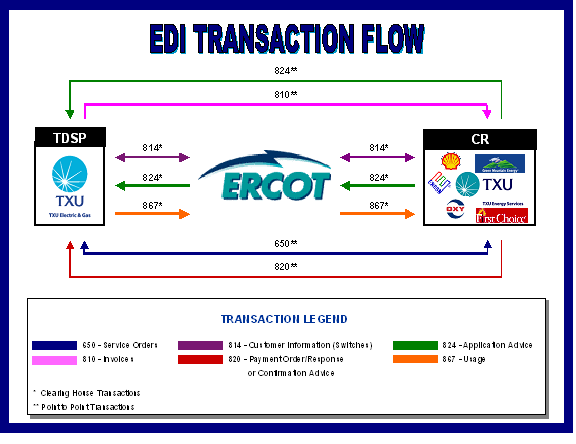 EDI TRANSACTION FLOW
824**
810**
TDSP
CR
814*
814*
824*
824*
867*
867*
TXU
TXU Electric & Gas
ERCOT
Green Mountain Energy
ENRON
TXU
TXU Energy Services
OXY
First Choice
650**
820**
TRANSACTION LEGEND
650 - Service Orders
814 - Customer Information (Switches)
824 - Application Advice
810 - Invoices
820 - Payment Order/Response
or Confirmation Advice
867 - Usage
* Clearing House Transactions
** Point to Point Transactions